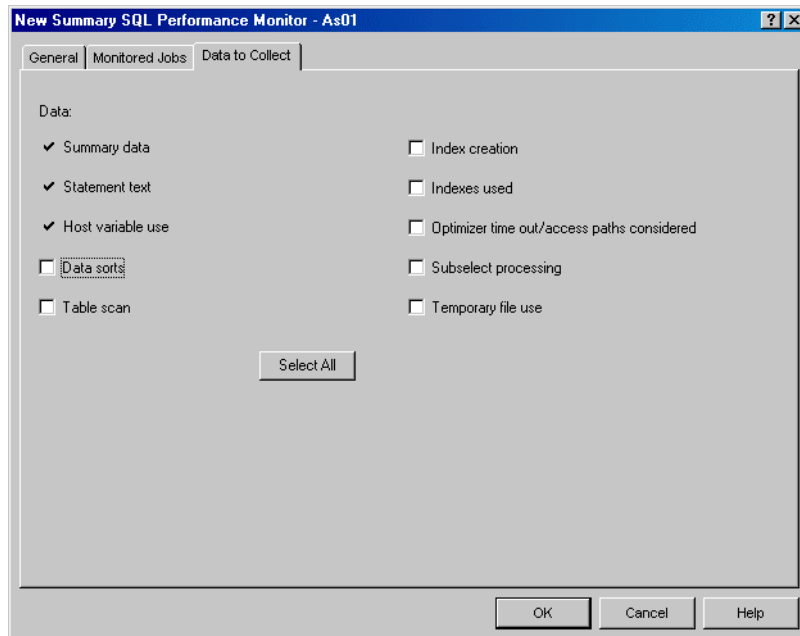 New Summary SQL Performance Monitor - As01
General Monitored Jobs Data to Collect
Data:
Summary data
Index creation
Statement text
Indexes used
Host variable use
Optimizer time out/access paths considered
Data sorts
Subselect processing
Table scan
Temporary file use
Select All
OK Cancel Help